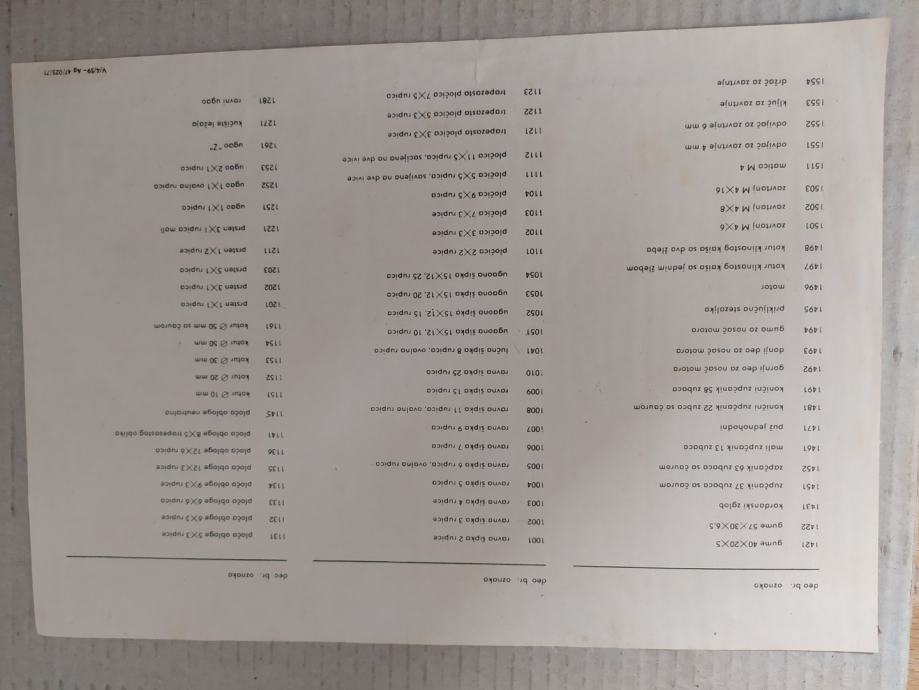 deo br. oznaka
1421 gume 40×20×5
1422 gume 57×30×6.5
1431 kardanski zglob
1451 zupčanik 37 zubaca sa čaurom
1452 zupčanik 63 zubaca sa čaurom
1461 mali zupčanik 13 zubaca
1471 puž jednohodni
1481 konični zupčanik 22 zubca sa čaurom
1491 konični zupčanik 58 zubaca
1492 gornji deo za nosač motora
1493 donji deo za nosač motora
1494 guma za nosač motora
1495 priključna stezaljka
1496 motor
1497 kotur klinastog kaiša sa jednim žlebom
1498 kotur klinastog kaiša sa dva žleba
1501 zavrtanj M 4×6
1502 zavrtanj M 4×8
1503 zavrtanj M 4×16
1511 matica M 4
1551 odvijač za zavrtnje 4 mm
1552 odvijač za zavrtnje 6 mm
1553 ključ za zavrtnje
1554 držač za zavrtnje
deo br. oznaka
1001 ravna šipka 2 rupice
1002 ravna šipka 3 rupice
1003 ravna šipka 4 rupice
1004 ravna šipka 5 rupica
1005 ravna šipka 6 rupica, ovalna rupica
1006 ravna šipka 7 rupica
1007 ravna šipka 9 rupica
1008 ravna šipka 11 rupica, ovalna rupica
1009 ravna šipka 15 rupica
1010 ravna šipka 25 rupica
1041 lučna šipka 8 rupica, ovalna rupica
1051 ugaona šipka 15×12, 10 rupica
1052 ugaona šipka 15×12, 15 rupica
1053 ugaona šipka 15×12, 20 rupica
1054 ugaona šipka 15×12, 25 rupica
1101 pločica 2×2 rupice
1102 pločica 3×3 rupice
1103 pločica 7×3 rupice
1104 pločica 9×5 rupica
1111 pločica 5×5 rupica, savijena na dve ivice
1112 pločica 11×5 rupica, savijena na dve ivice
1121 trapezasta pločica 3×3 rupice
1122 trapezasta pločica 5×3 rupice
1123 trapezasta pločica 7×5 rupica
deo br. oznaka
1131 ploča obloge 5×3 rupice
1132 ploča obloge 6×3 rupice
1133 ploča obloge 6×6 rupica
1134 ploča obloge 9×3 rupice
1135 ploča obloge 12×3 rupice
1136 ploča obloge 12×6 rupica
1141 ploča obloge 8×5 trapezastog oblika
1145 ploča obloge neutralna
1151 kotur Ø 10 mm
1152 kotur Ø 20 mm
1153 kotur Ø 30 mm
1154 kotur Ø 50 mm
1161 kotur Ø 50 mm sa čaurom
1201 prsten 1×1 rupica
1202 prsten 3×1 rupica
1203 prsten 5×1 rupica
1211 prsten 1×2 rupice
1221 prsten 3×1 rupica mali
1251 ugao 1×1 rupica
1252 ugao 1×1 ovalna rupica
1253 ugao 2×1 rupica
1261 ugao "Z"
1271 kućište ležaja
1281 ravni ugao
V/4/59 - Ag 47/025/71